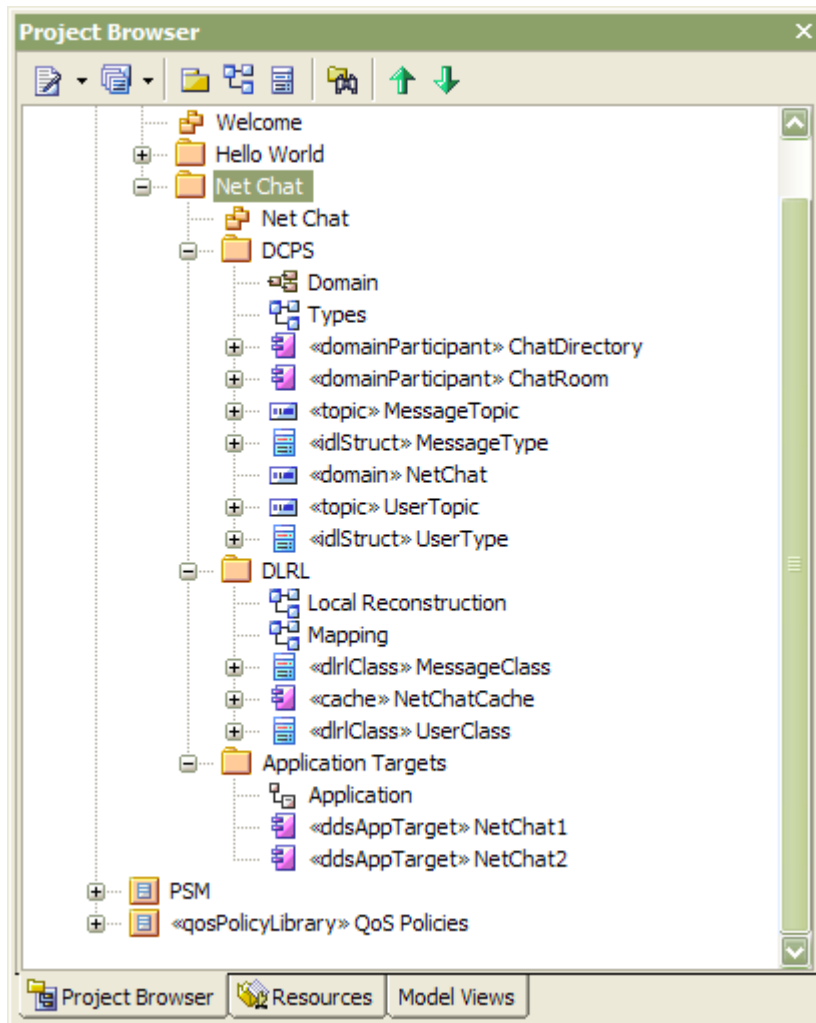 Project Browser
Welcome
Hello World
Net Chat
Net Chat
DCPS
Domain
Types
«domainParticipant» ChatDirectory
«domainParticipant» ChatRoom
«topic» MessageTopic
«idlStruct» MessageType
«domain» NetChat
«topic» UserTopic
«idlStruct» UserType
DLRL
Local Reconstruction
Mapping
«dlrlClass» MessageClass
«cache» NetChatCache
«dlrlClass» UserClass
Application Targets
Application
«ddsAppTarget» NetChat1
«ddsAppTarget» NetChat2
PSM
«qosPolicyLibrary» QoS Policies
Project Browser Resources Model Views